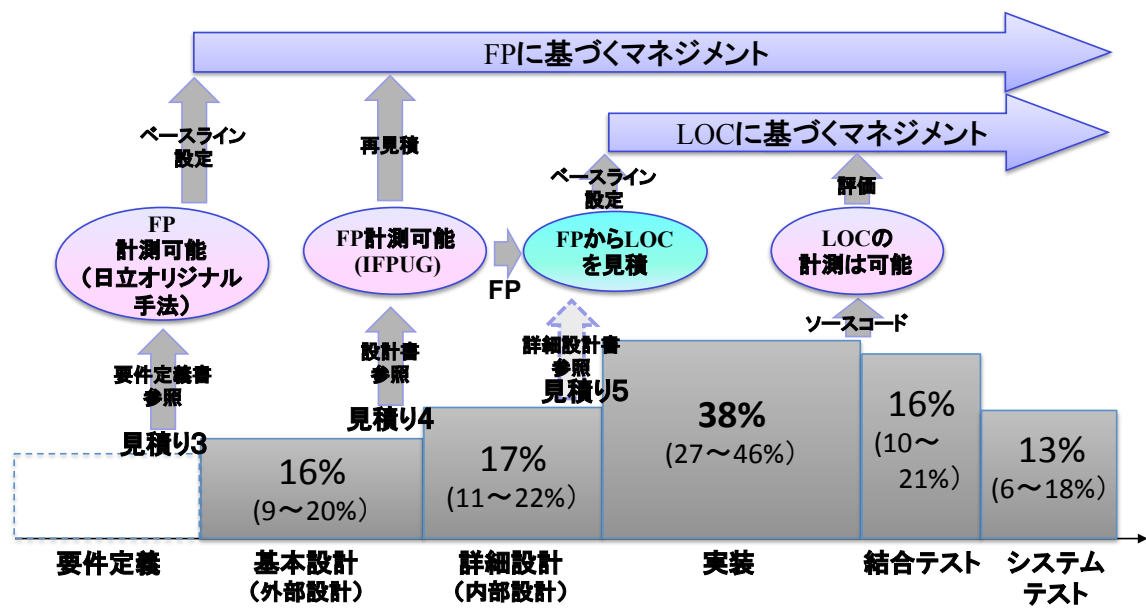 FPに基づくマネジメント
LOCに基づくマネジメント
ベースライン
設定
再見積
ベースライン
設定
評価
FP
計測可能
（日立オリジナル
手法）
FP計測可能
(IFPUG)
FP
FPからLOC
を見積
LOCの
計測は可能
要件定義書
参照
見積り3
設計書
参照
見積り4
詳細設計書
参照
見積り5
ソースコード
16%
(9～20%)
17%
(11～22%)
38%
(27～46%)
16%
(10～
21%)
13%
(6～18%)
要件定義
基本設計
（外部設計）
詳細設計
（内部設計）
実装
結合テスト
システム
テスト